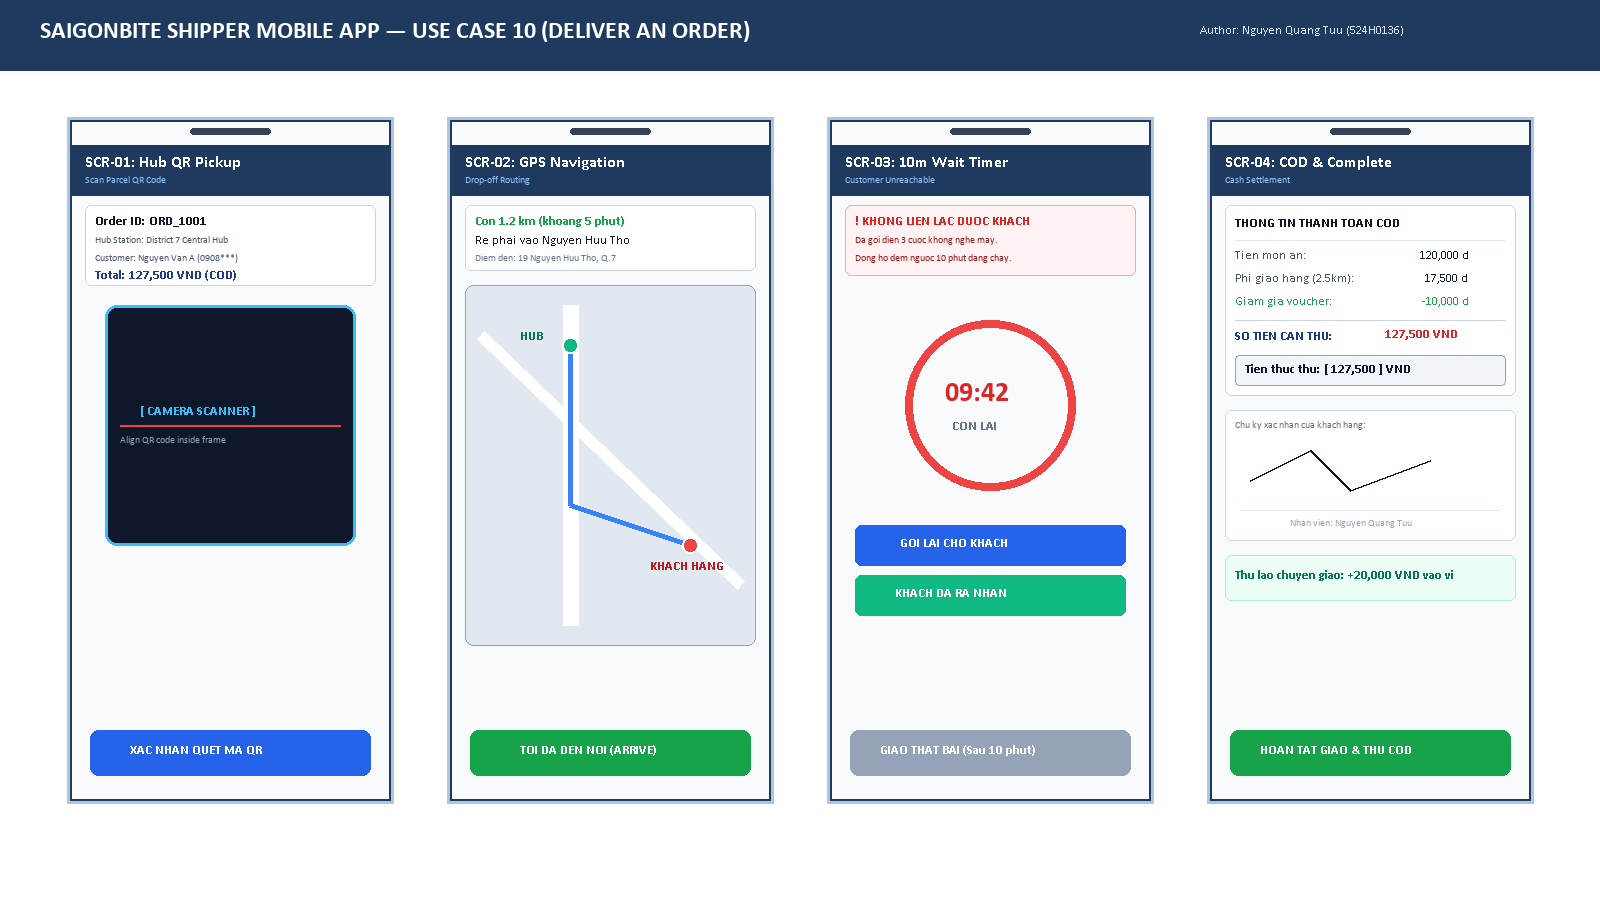 SAIGONBITE SHIPPER MOBILE APP — USE CASE 10 (DELIVER AN ORDER)
Author: Nguyen Quang Tuu (524H0136)
SCR-01: Hub QR Pickup
Scan Parcel QR Code
Order ID: ORD_1001
Hub Station: District 7 Central Hub
Customer: Nguyen Van A (0908***)
Total: 127,500 VND (COD)
[ CAMERA SCANNER ]
Align QR code inside frame
XAC NHAN QUET MA QR
SCR-02: GPS Navigation
Drop-off Routing
Con 1.2 km (khoang 5 phut)
Re phai vao Nguyen Huu Tho
Diem den: 19 Nguyen Huu Tho, Q.7
HUB
KHACH HANG
TOI DA DEN NOI (ARRIVE)
SCR-03: 10m Wait Timer
Customer Unreachable
! KHONG LIEN LAC DUOC KHACH
Da goi dien 3 cuoc khong nghe may.
Dong ho dem nguoc 10 phut dang chay.
09:42
CON LAI
GOI LAI CHO KHACH
KHACH DA RA NHAN
GIAO THAT BAI (Sau 10 phut)
SCR-04: COD & Complete
Cash Settlement
THONG TIN THANH TOAN COD
Tien mon an: 120,000 d
Phi giao hang (2.5km): 17,500 d
Giam gia voucher: -10,000 d
SO TIEN CAN THU: 127,500 VND
Tien thuc thu: [ 127,500 ] VND
Chu ky xac nhan cua khach hang:
Nhan vien: Nguyen Quang Tuu
Thu lao chuyen giao: +20,000 VND vao vi
HOAN TAT GIAO & THU COD